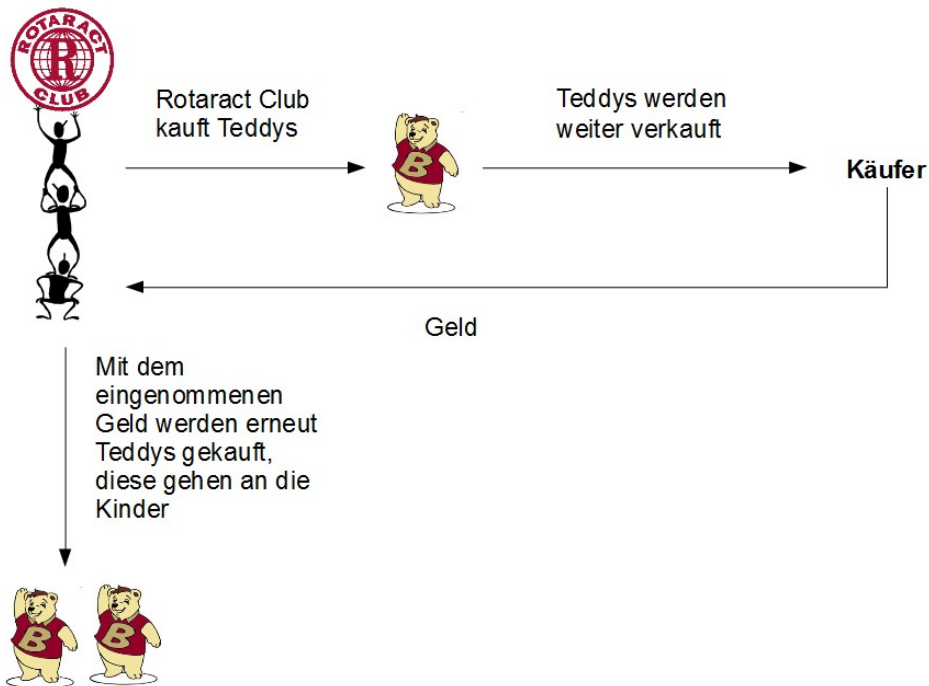 ROTARACT
R
CLUB
Rotaract Club
kauft Teddys
B
Teddys werden
weiter verkauft
Käufer
Geld
Mit dem
eingenommenen
Geld werden erneut
Teddys gekauft,
diese gehen an die
Kinder
B
B